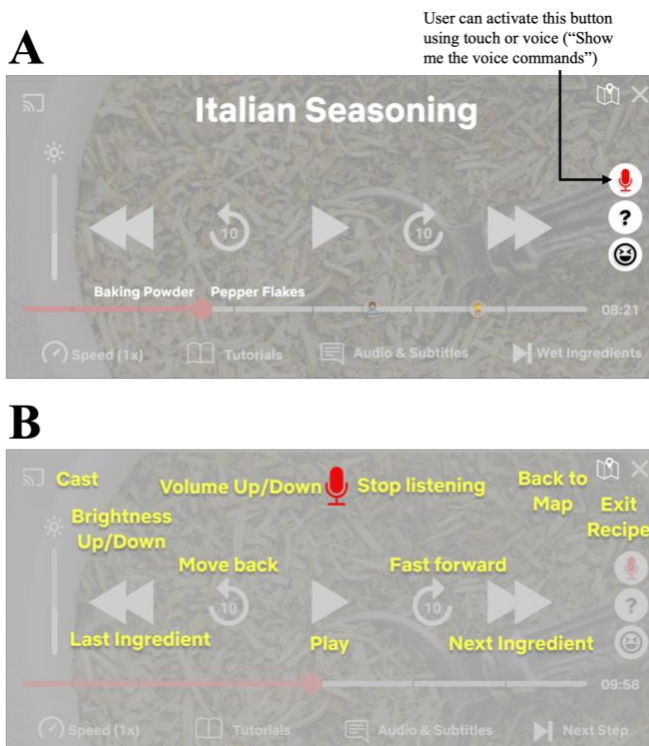 User can activate this button
using touch or voice (“Show
me the voice commands”)
A
Italian Seasoning
10
10
?
Baking Powder Pepper Flakes
08:21
Speed (1x) Tutorials Audio & Subtitles Wet Ingredients
B
Cast
Volume Up/Down Stop listening
Back to
Map
Exit
Recipe
Brightness
Up/Down
Move back Fast forward
10
10
?
Last Ingredient Play Next Ingredient
09:58
Speed (1x) Tutorials Audio & Subtitles Next Step